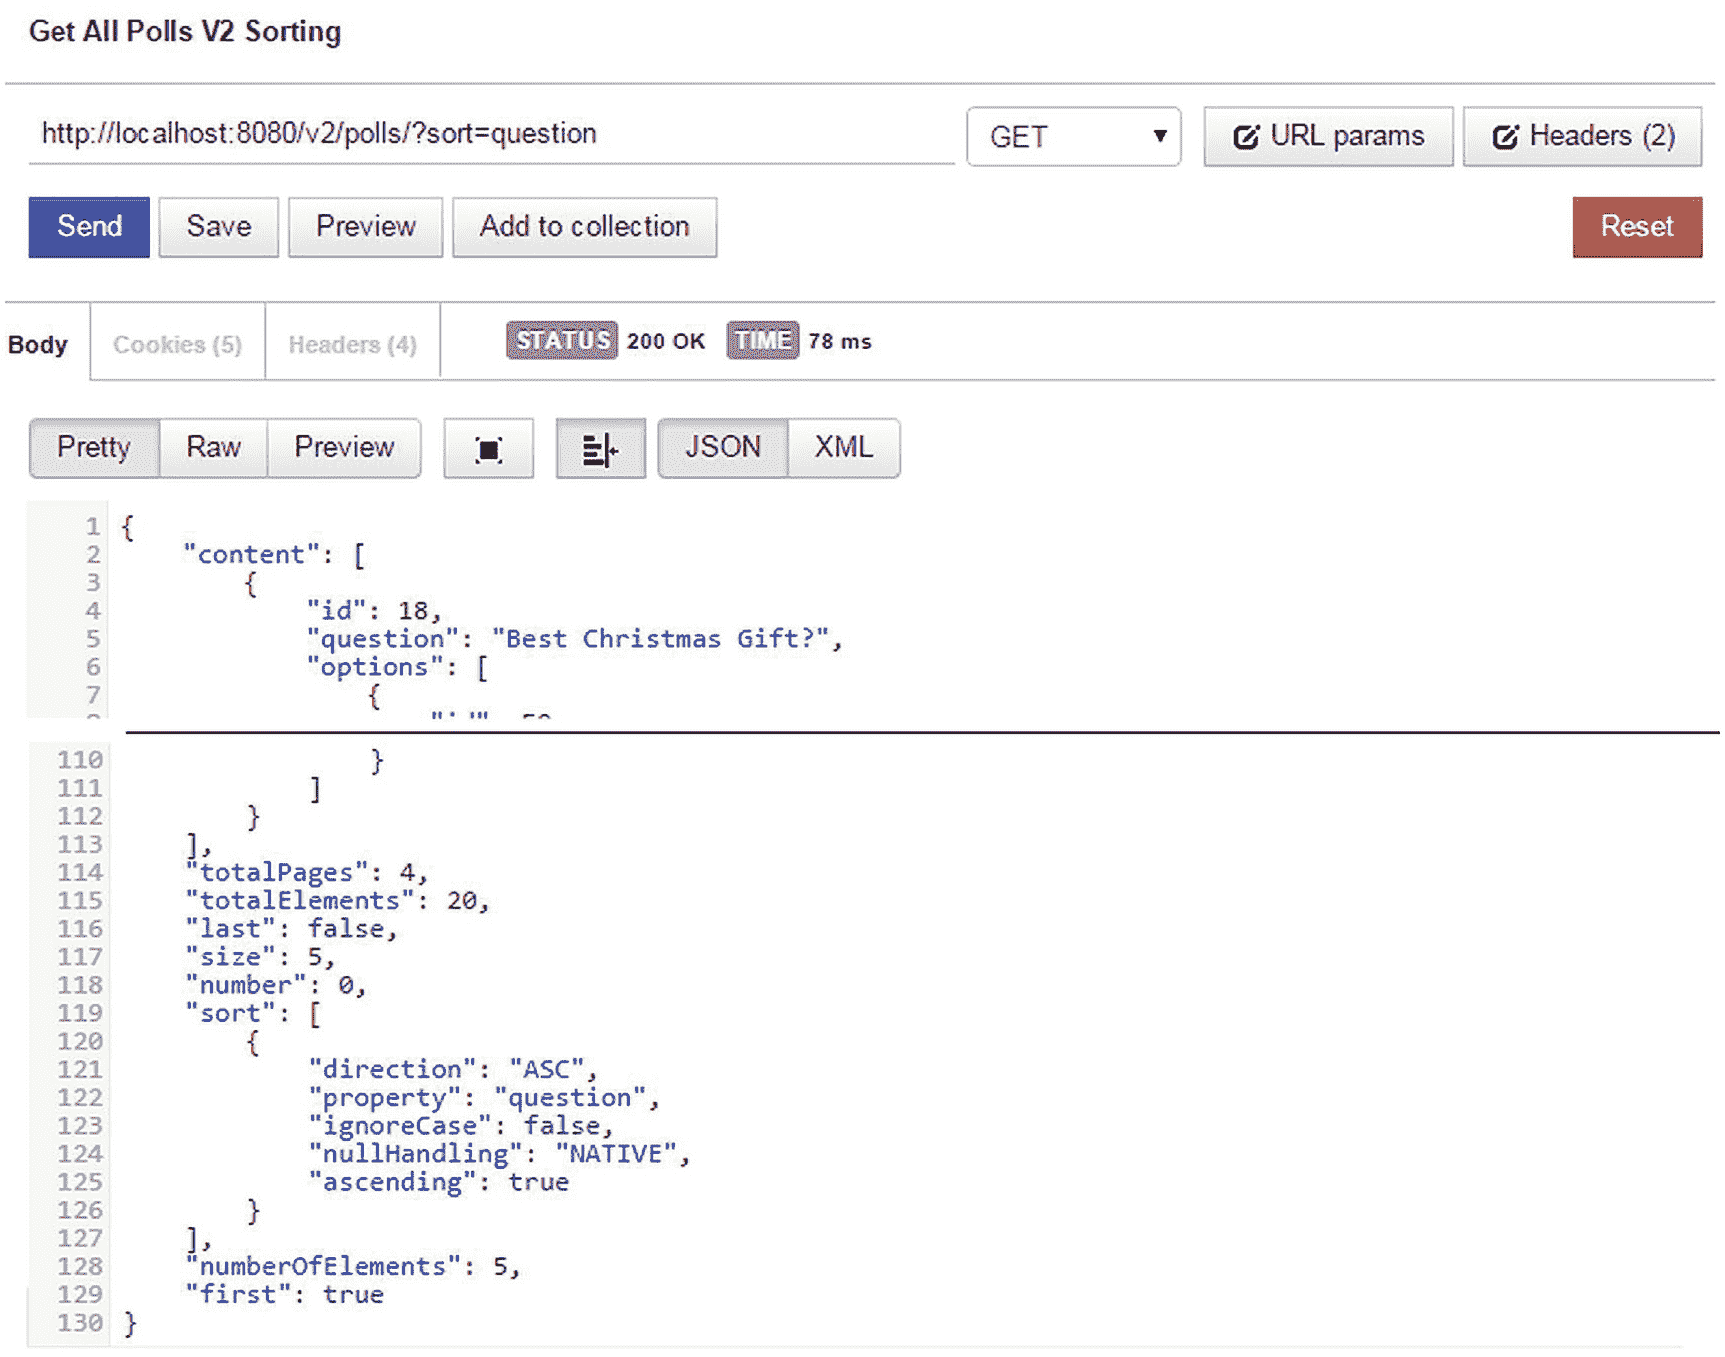 Get All Polls V2 Sorting
http://localhost:8080/v2/polls/?sort=question GET URL params Headers (2)
Send Save Preview Add to collection Reset
Body Cookies (5) Headers (4) STATUS 200 OK TIME 78 ms
Pretty Raw Preview JSON XML
1 {
2 "content": [
3 {
4 "id": 18,
5 "question": "Best Christmas Gift?",
6 "options": [
7 {
110 }
111 ]
112 }
113 ],
114 "totalPages": 4,
115 "totalElements": 20,
116 "last": false,
117 "size": 5,
118 "number": 0,
119 "sort": [
120 {
121 "direction": "ASC",
122 "property": "question",
123 "ignoreCase": false,
124 "nullHandling": "NATIVE",
125 "ascending": true
126 }
127 ],
128 "numberOfElements": 5,
129 "first": true
130 }